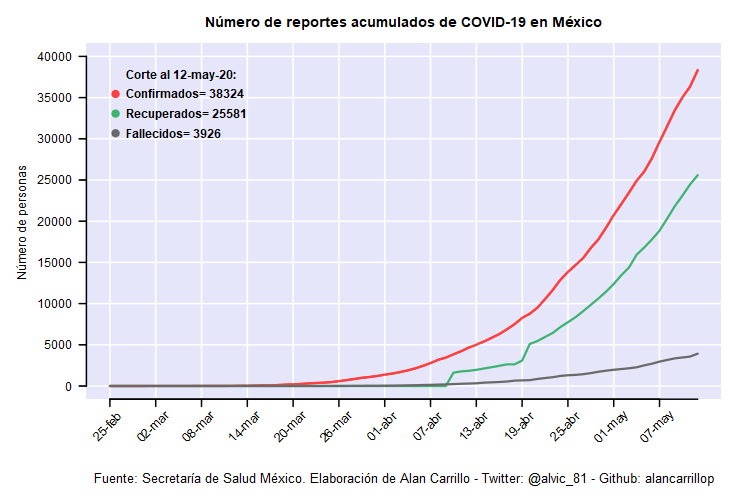 Número de reportes acumulados de COVID-19 en México
Número de personas
40000
35000
30000
25000
20000
15000
10000
5000
0
Corte al 12-may-20:
Confirmados= 38324
Recuperados= 25581
Fallecidos= 3926
25-feb
02-mar
08-mar
14-mar
20-mar
26-mar
01-abr
07-abr
13-abr
19-abr
25-abr
01-may
07-may
Fuente: Secretaría de Salud México. Elaboración de Alan Carrillo - Twitter: @alvic_81 - Github: alancarrillop